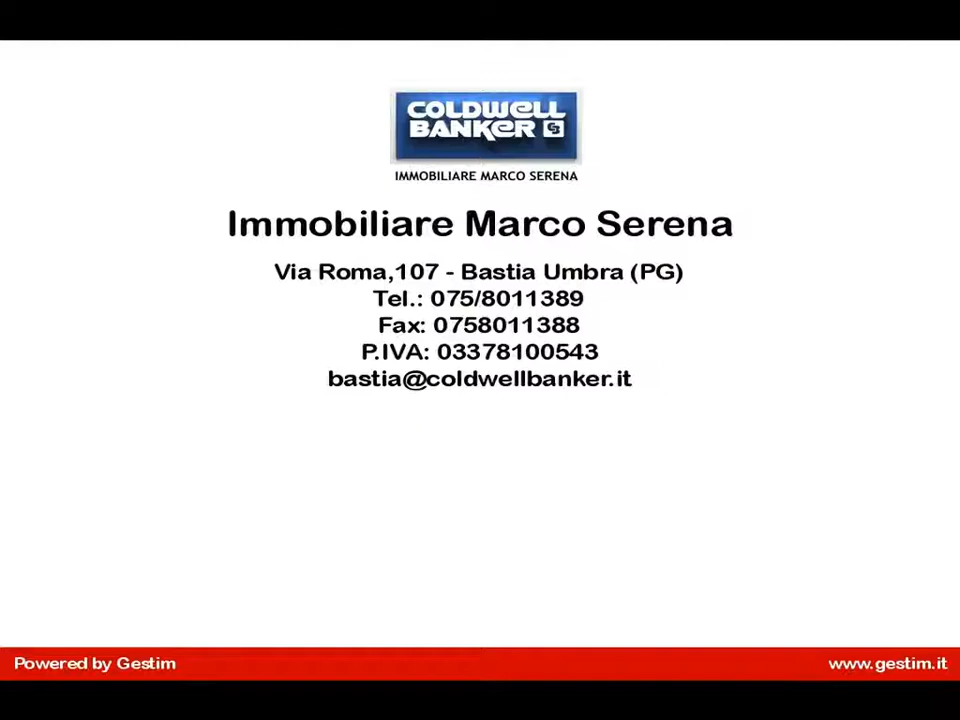 COLDWELL
BANKER CB
IMMOBILIARE MARCO SERENA
Immobiliare Marco Serena
Via Roma,107 - Bastia Umbra (PG)
Tel.: 075/8011389
Fax: 0758011388
P.IVA: 03378100543
bastia@coldwellbanker.it
Powered by Gestim
www.gestim.it